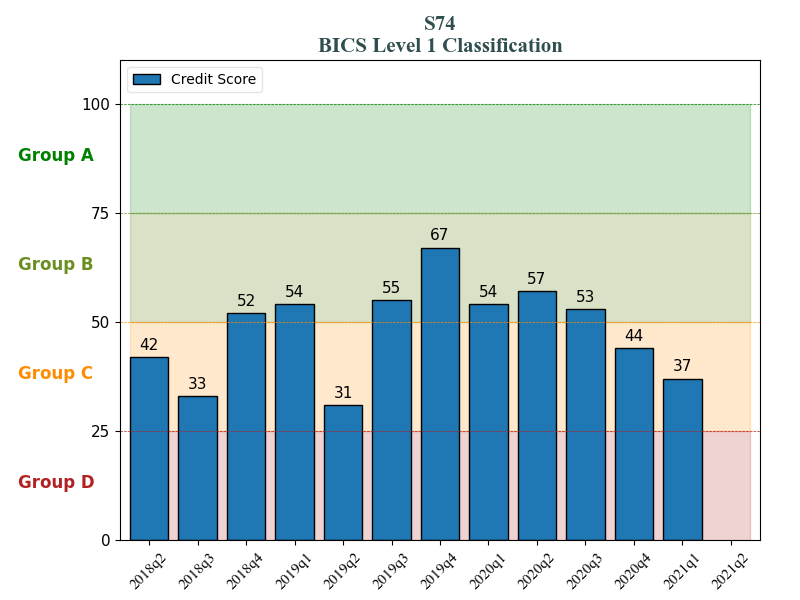 S74
BICS Level 1 Classification
Credit Score
100
75
50
25
0
Group A
Group B
Group C
Group D
42
33
52
54
31
55
67
54
57
53
44
37
2018q2
2018q3
2018q4
2019q1
2019q2
2019q3
2019q4
2020q1
2020q2
2020q3
2020q4
2021q1
2021q2